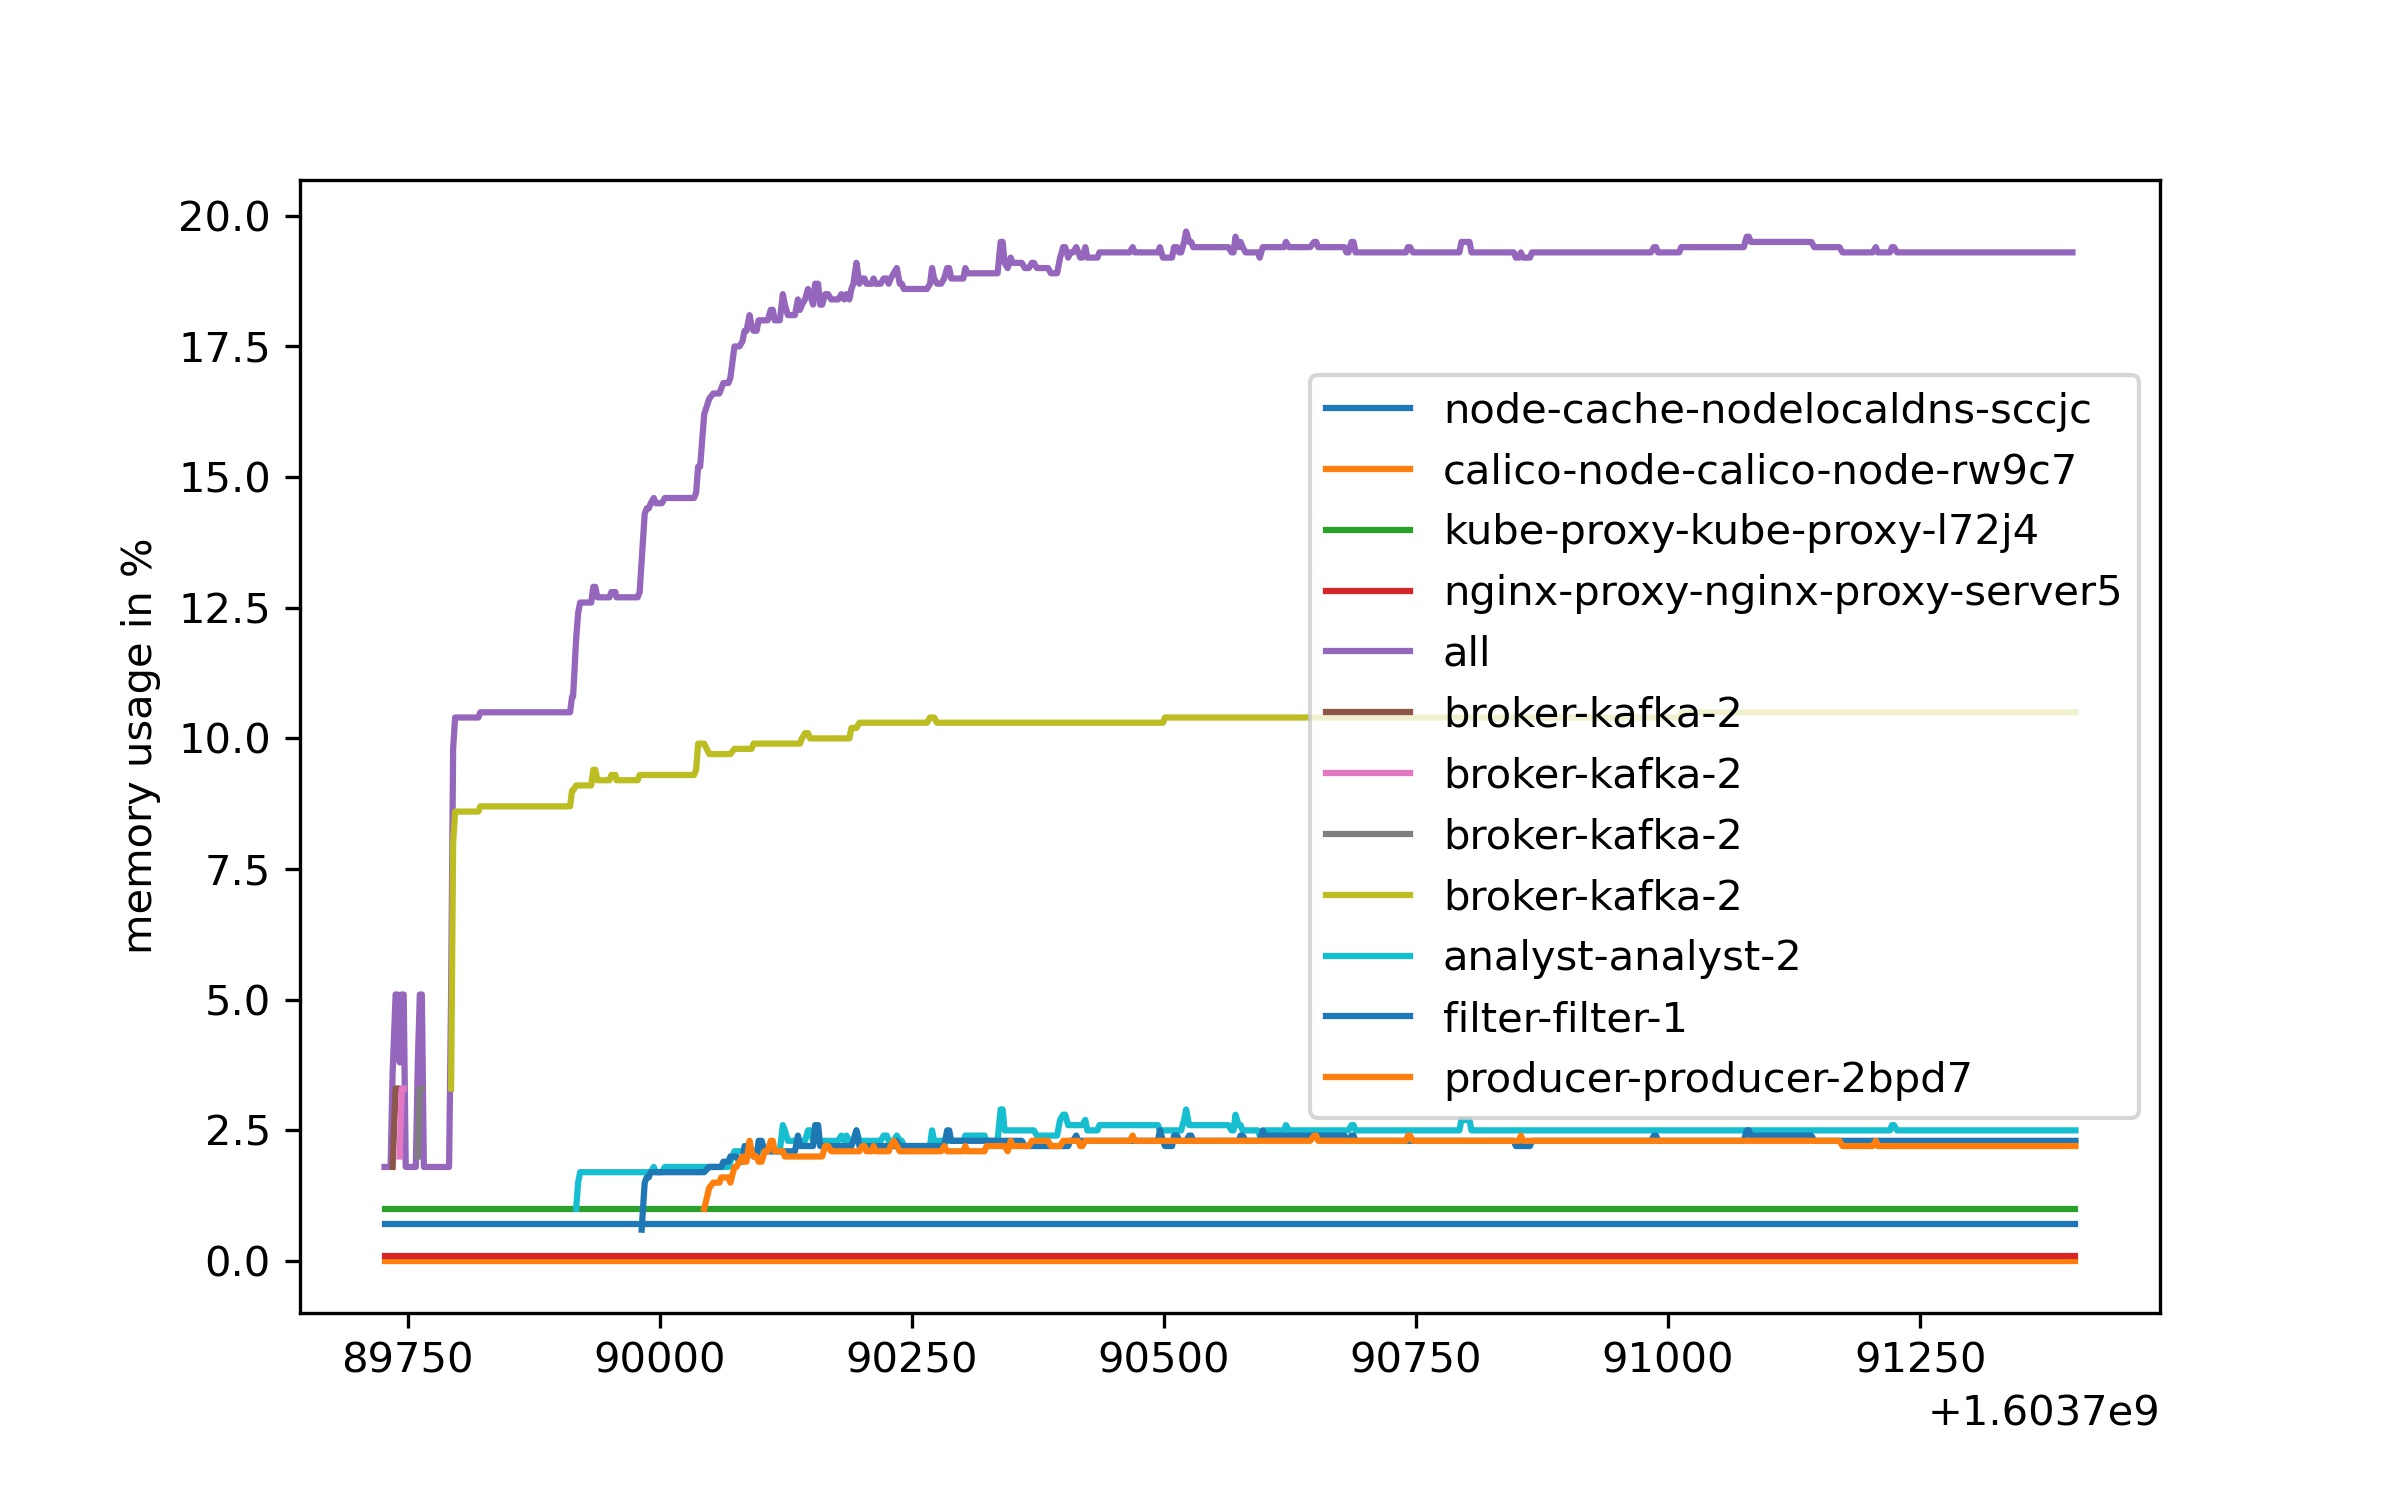 20.0
17.5
15.0
12.5
10.0
7.5
5.0
2.5
0.0
memory usage in %
node-cache-nodelocaldns-sccjc
calico-node-calico-node-rw9c7
kube-proxy-kube-proxy-l72j4
nginx-proxy-nginx-proxy-server5
all
broker-kafka-2
broker-kafka-2
broker-kafka-2
broker-kafka-2
analyst-analyst-2
filter-filter-1
producer-producer-2bpd7
89750 90000 90250 90500 90750 91000 91250
+1.6037e9